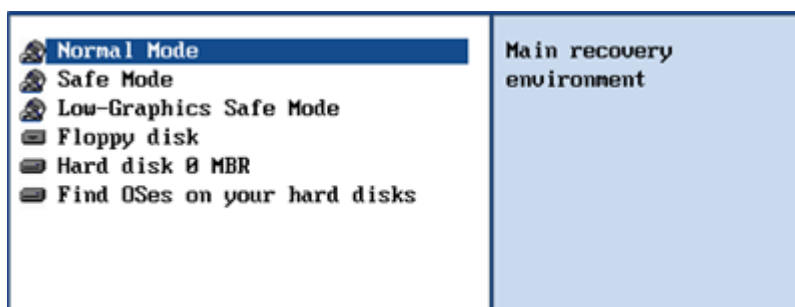 Normal Mode
Safe Mode
Low-Graphics Safe Mode
Floppy disk
Hard disk 0 MBR
Find OSes on your hard disks
Main recovery
environment